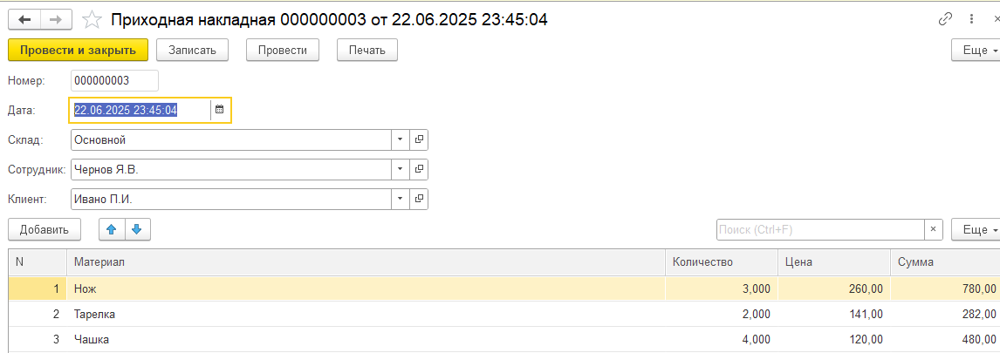 Приходная накладная 000000003 от 22.06.2025 23:45:04
Провести и закрыть Записать Провести Печать Еще
Номер: 000000003
Дата: 22.06.2025 23:45:04
Склад: Основной
Сотрудник: Чернов Я.В.
Клиент: Ивано П.И.
Добавить Поиск (Ctrl+F) × Еще
N Материал Количество Цена Сумма
1 Нож 3,000 260,00 780,00
2 Тарелка 2,000 141,00 282,00
3 Чашка 4,000 120,00 480,00